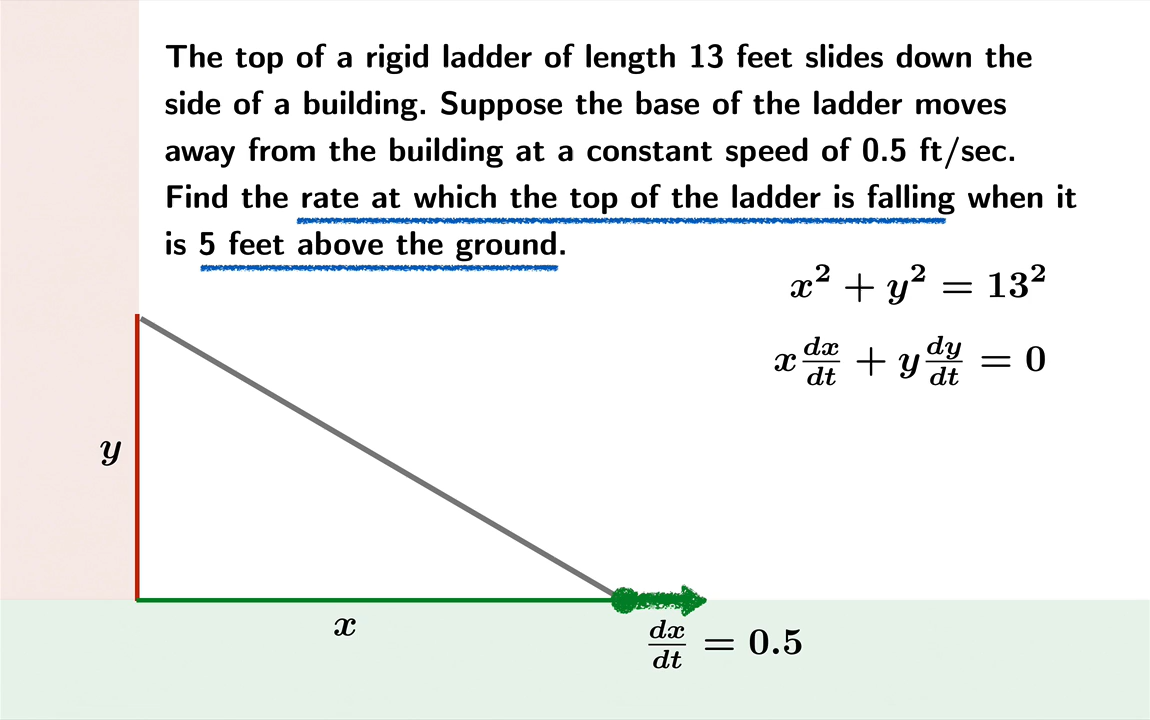 The top of a rigid ladder of length 13 feet slides down the
side of a building. Suppose the base of the ladder moves
away from the building at a constant speed of 0.5 ft/sec.
Find the rate at which the top of the ladder is falling when it
is 5 feet above the ground.
x² + y² = 13²
x dx/dt + y dy/dt = 0
y
x
dx/dt = 0.5